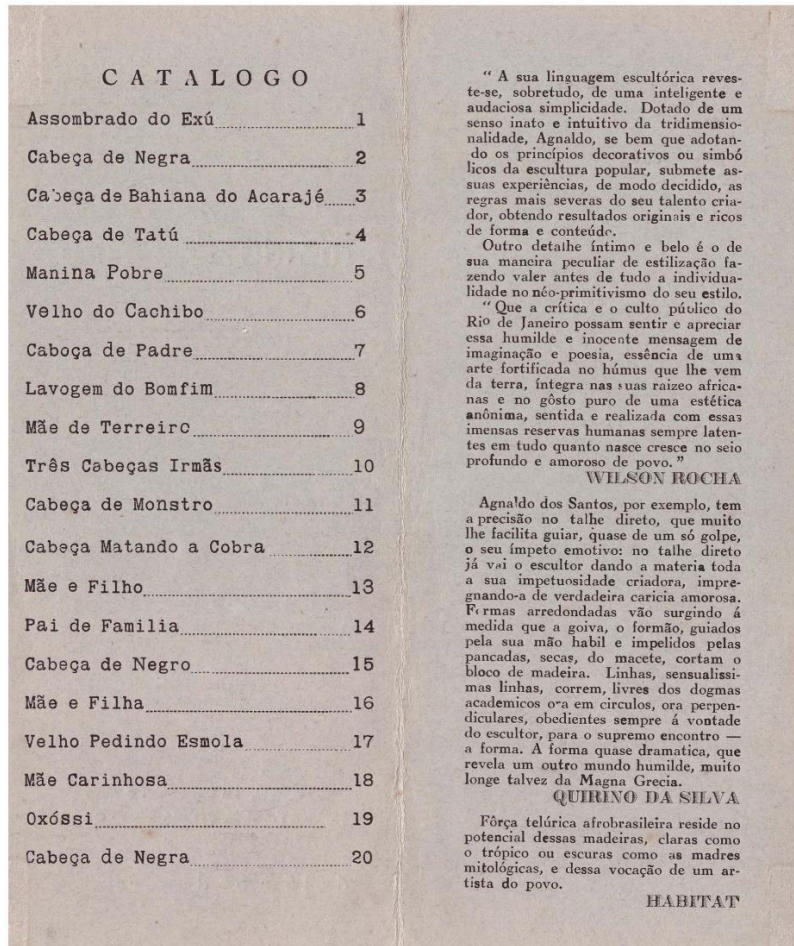 CATALOGO
Assombrado do Exú 1
Cabeça de Negra 2
Cabeça de Bahiana do Acarajé 3
Cabeça de Tatú 4
Manina Pobre 5
Velho do Cachibo 6
Caboça de Padre 7
Lavogem do Bomfim 8
Mãe de Terreiro 9
Três Cabeças Irmãs 10
Cabeça de Monstro 11
Cabeça Matando a Cobra 12
Mãe e Filho 13
Pai de Familia 14
Cabeça de Negro 15
Mãe e Filha 16
Velho Pedindo Esmola 17
Mãe Carinhosa 18
Oxóssi 19
Cabeça de Negra 20
“ A sua linguagem escultórica reves-
te-se, sobretudo, de uma inteligente e
audaciosa simplicidade. Dotado de um
senso inato e intuitivo da tridimensio-
nalidade, Agnaldo, se bem que adotan-
do os princípios decorativos ou simbó
licos da escultura popular, submete as-
suas experiências, de modo decidido, as
regras mais severas do seu talento cria-
dor, obtendo resultados originais e ricos
de forma e conteúdo.
Outro detalhe íntimo e belo é o de
sua maneira peculiar de estilização fa-
zendo valer antes de tudo a individua-
lidade no néo-primitivismo do seu estilo.
“ Que a crítica e o culto público do
Rio de Janeiro possam sentir e apreciar
essa humilde e inocente mensagem de
imaginação e poesia, essência de uma
arte fortificada no húmus que lhe vem
da terra, íntegra nas suas raizeo africa-
nas e no gôsto puro de uma estética
anônima, sentida e realizada com essas
imensas reservas humanas sempre laten-
tes em tudo quanto nasce cresce no seio
profundo e amoroso de povo. ”
WILSON ROCHA
Agnaldo dos Santos, por exemplo, tem
a precisão no talhe direto, que muito
lhe facilita guiar, quase de um só golpe,
o seu ímpeto emotivo: no talhe direto
já vai o escultor dando a materia toda
a sua impetuosidade criadora, impre-
gnando-a de verdadeira caricia amorosa.
Formas arredondadas vão surgindo á
medida que a goiva, o formão, guiados
pela sua mão habil e impelidos pelas
pancadas, secas, do macete, cortam o
bloco de madeira. Linhas, sensualissi-
mas linhas, correm, livres dos dogmas
academicos ora em circulos, ora perpen-
diculares, obedientes sempre á vontade
do escultor, para o supremo encontro —
a forma. A forma quase dramatica, que
revela um outro mundo humilde, muito
longe talvez da Magna Grecia.
QUIRINO DA SILVA
Fôrça telúrica afrobrasileira reside no
potencial dessas madeiras, claras como
o trópico ou escuras como as madres
mitológicas, e dessa vocação de um ar-
tista do povo.
HABITAT